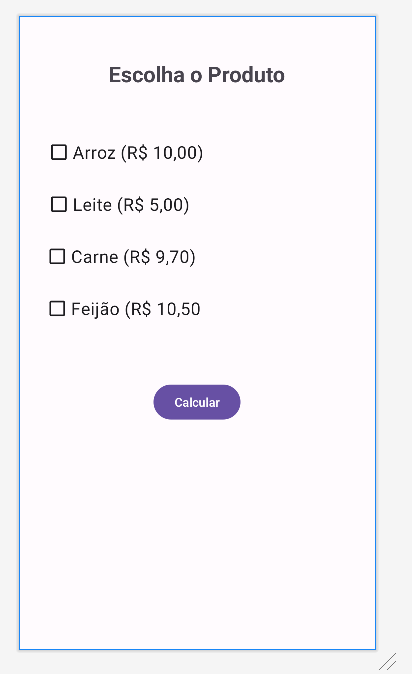 Escolha o Produto
Arroz (R$ 10,00)
Leite (R$ 5,00)
Carne (R$ 9,70)
Feijão (R$ 10,50
Calcular